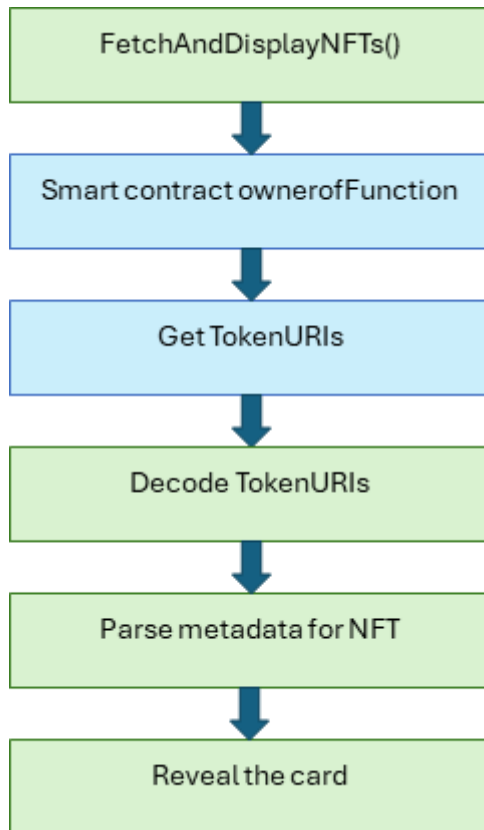 FetchAndDisplayNFTs()
Smart contract ownerofFunction
Get TokenURIs
Decode TokenURIs
Parse metadata for NFT
Reveal the card